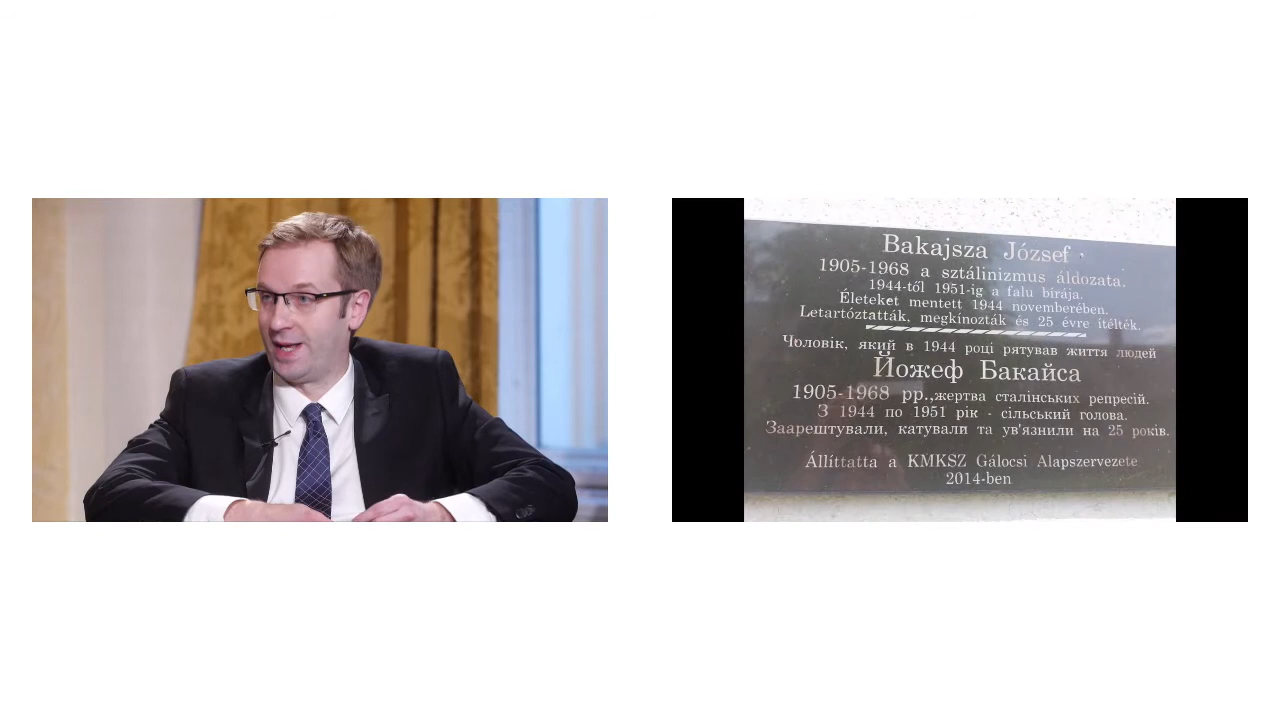 Bakajsza József
1905-1968 a sztálinizmus áldozata.
1944-től 1951-ig a falu bírája.
Életeket mentett 1944 novemberében.
Letartóztatták, megkínozták és 25 évre ítélték.
Чоловік, який в 1944 році рятував життя людей
Йожеф Бакайса
1905-1968 рр.,жертва сталінських репресій.
З 1944 по 1951 рік - сільський голова.
Заарештували, катували та ув'язнили на 25 років.
Állíttatta a KMKSZ Gálocsi Alapszervezete
2014-ben